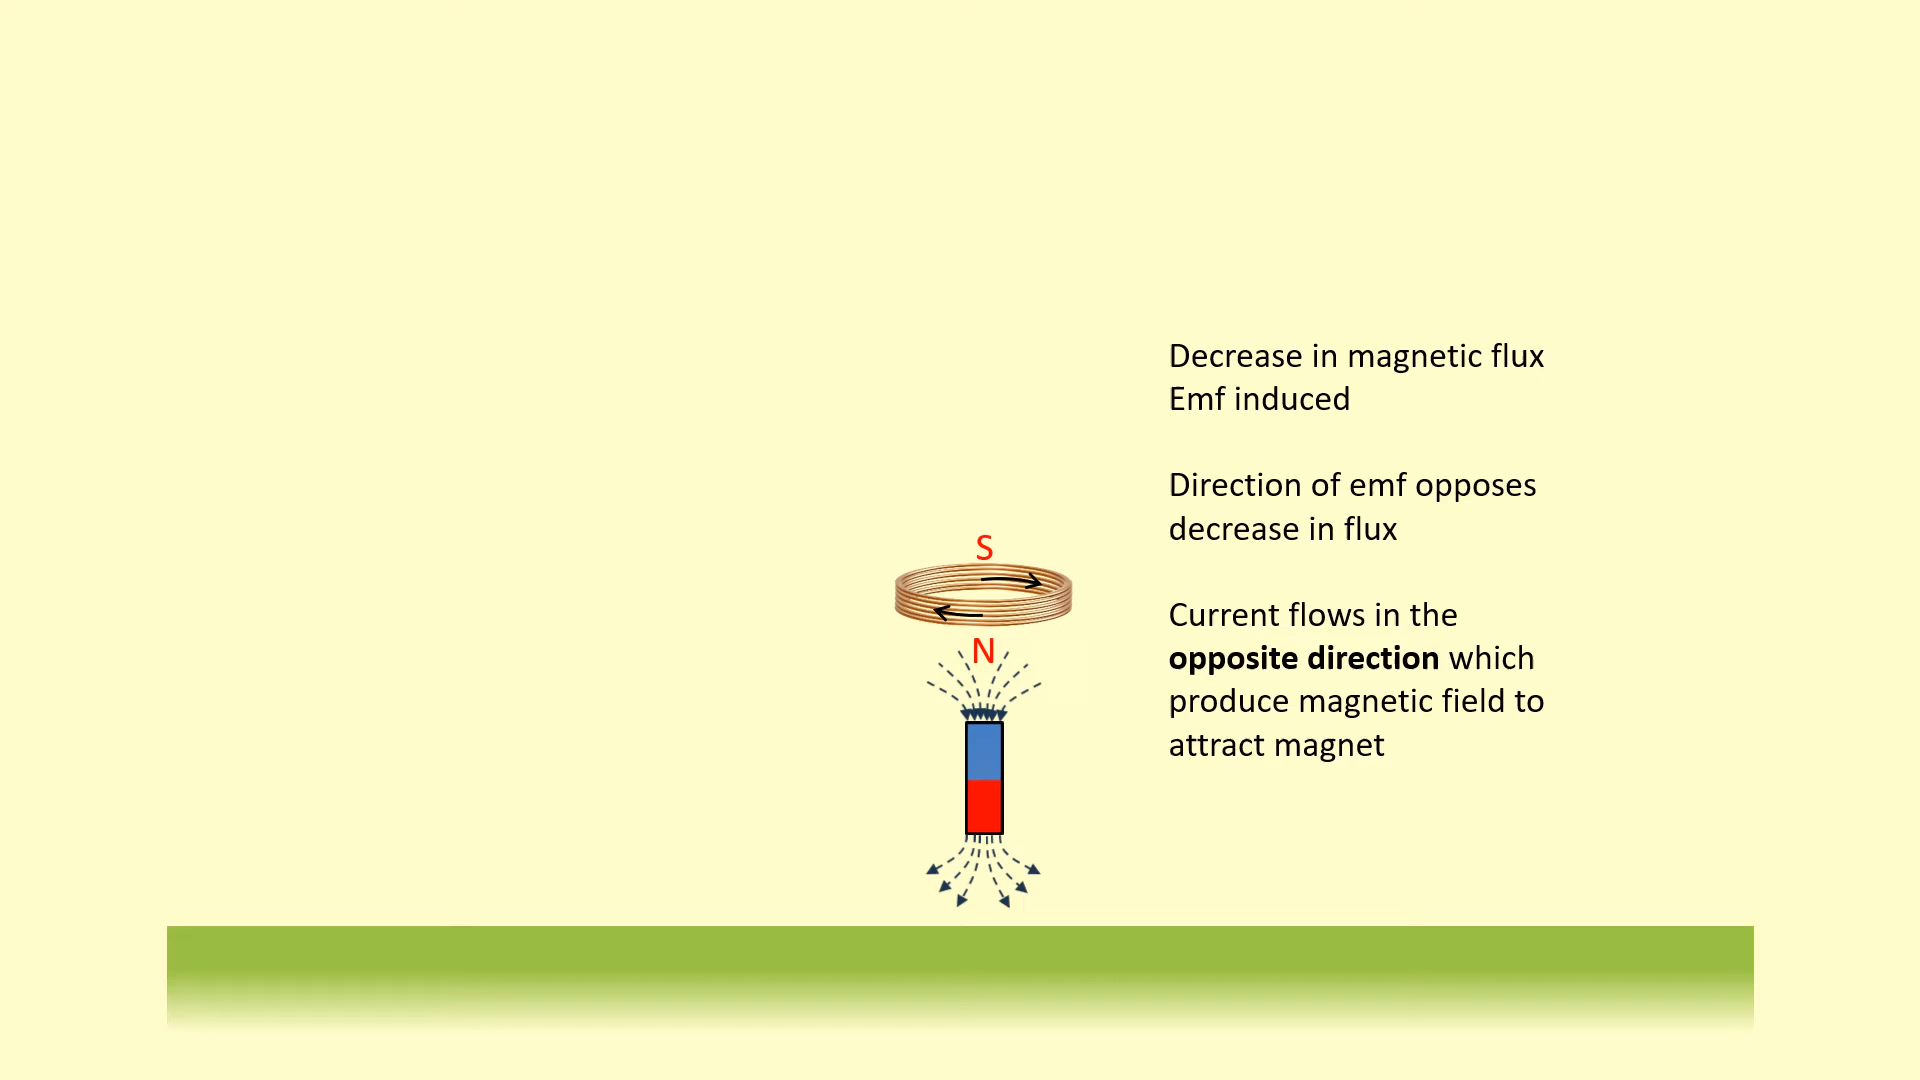 Decrease in magnetic flux
Emf induced
Direction of emf opposes
decrease in flux
S
Current flows in the
N
opposite direction which
produce magnetic field to
attract magnet